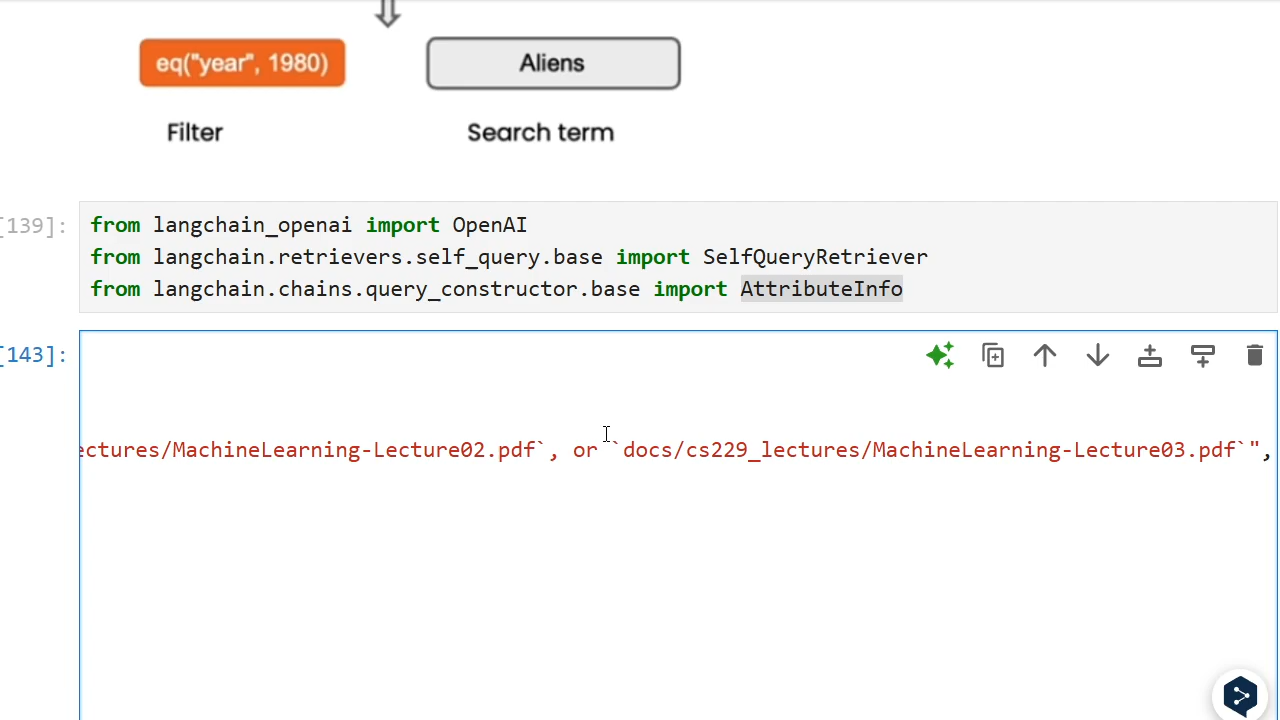 eq("year", 1980)
Aliens
Filter
Search term
[139]:
from langchain_openai import OpenAI
from langchain.retrievers.self_query.base import SelfQueryRetriever
from langchain.chains.query_constructor.base import AttributeInfo
[143]:
ectures/MachineLearning-Lecture02.pdf`, or `docs/cs229_lectures/MachineLearning-Lecture03.pdf`",